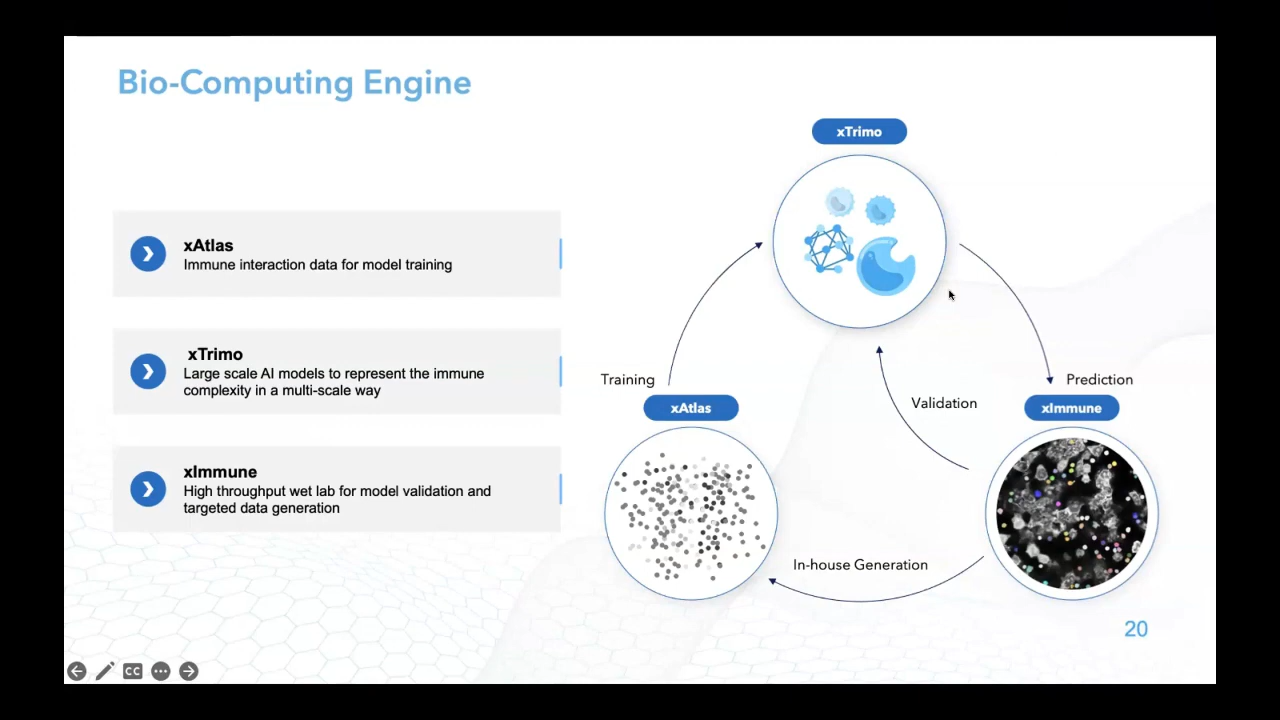 Bio-Computing Engine
xAtlas
Immune interaction data for model training
xTrimo
Large scale AI models to represent the immune
complexity in a multi-scale way
xImmune
High throughput wet lab for model validation and
targeted data generation
xTrimo
Training
Prediction
xAtlas
Validation
xImmune
In-house Generation
20
CC